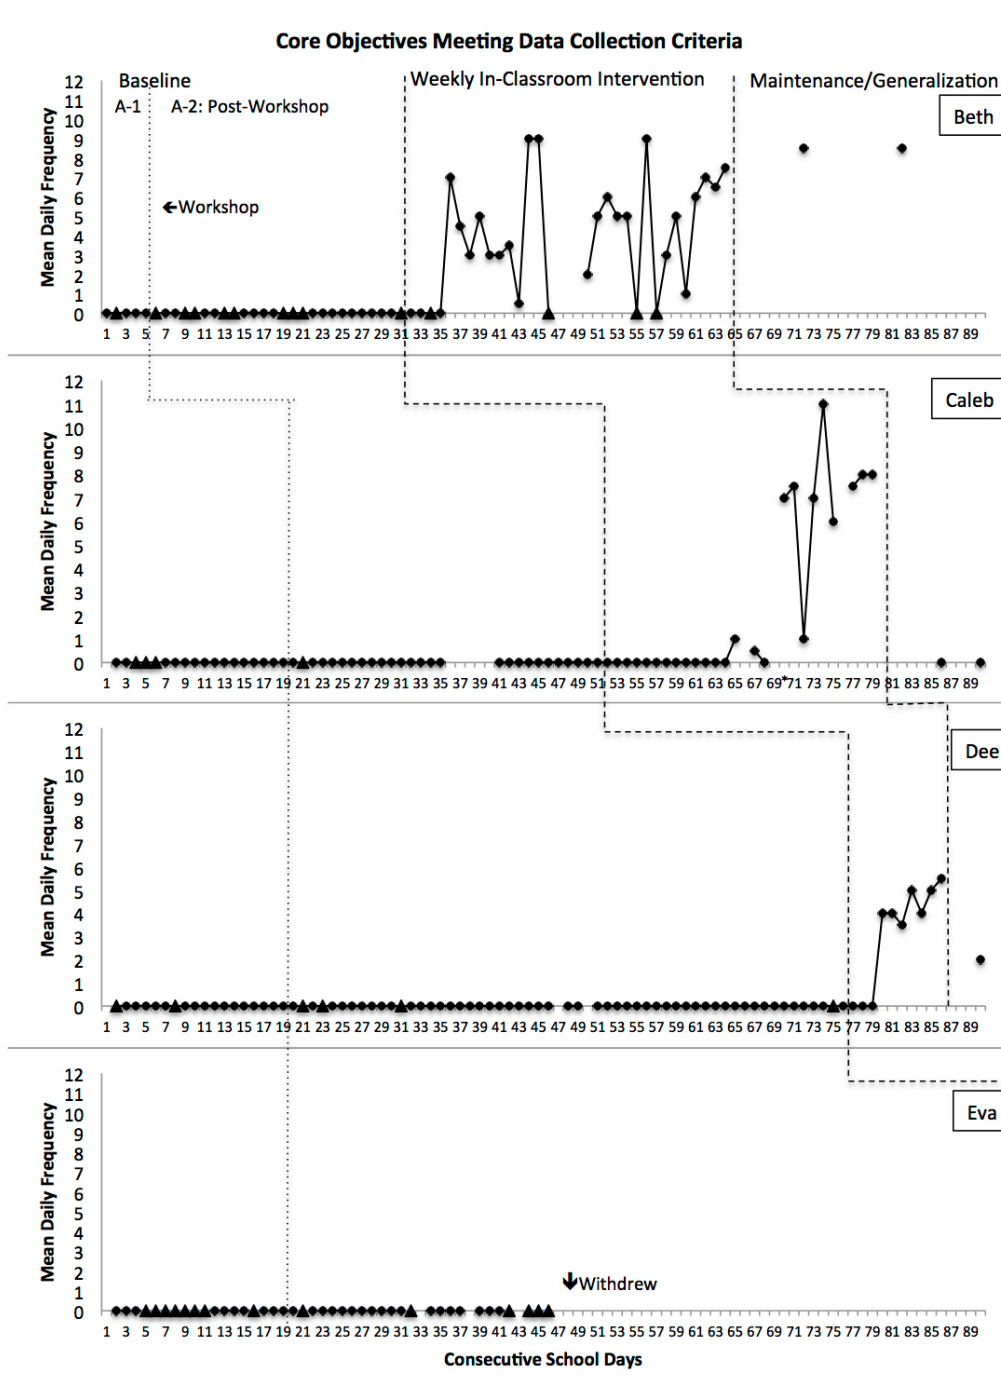 Core Objectives Meeting Data Collection Criteria
Baseline
Weekly In-Classroom Intervention
Maintenance/Generalization
A-1
A-2: Post-Workshop
Beth
←Workshop
Mean Daily Frequency
12
11
10
9
8
7
6
5
4
3
2
1
0
1 3 5 7 9 11 13 15 17 19 21 23 25 27 29 31 33 35 37 39 41 43 45 47 49 51 53 55 57 59 61 63 65 67 69 71 73 75 77 79 81 83 85 87 89
Caleb
Mean Daily Frequency
12
11
10
9
8
7
6
5
4
3
2
1
0
1 3 5 7 9 11 13 15 17 19 21 23 25 27 29 31 33 35 37 39 41 43 45 47 49 51 53 55 57 59 61 63 65 67 69 * 71 73 75 77 79 81 83 85 87 89
Dee
Mean Daily Frequency
12
11
10
9
8
7
6
5
4
3
2
1
0
1 3 5 7 9 11 13 15 17 19 21 23 25 27 29 31 33 35 37 39 41 43 45 47 49 51 53 55 57 59 61 63 65 67 69 71 73 75 77 79 81 83 85 87 89
Eva
Mean Daily Frequency
12
11
10
9
8
7
6
5
4
3
2
1
0
↓Withdrew
1 3 5 7 9 11 13 15 17 19 21 23 25 27 29 31 33 35 37 39 41 43 45 47 49 51 53 55 57 59 61 63 65 67 69 71 73 75 77 79 81 83 85 87 89
Consecutive School Days